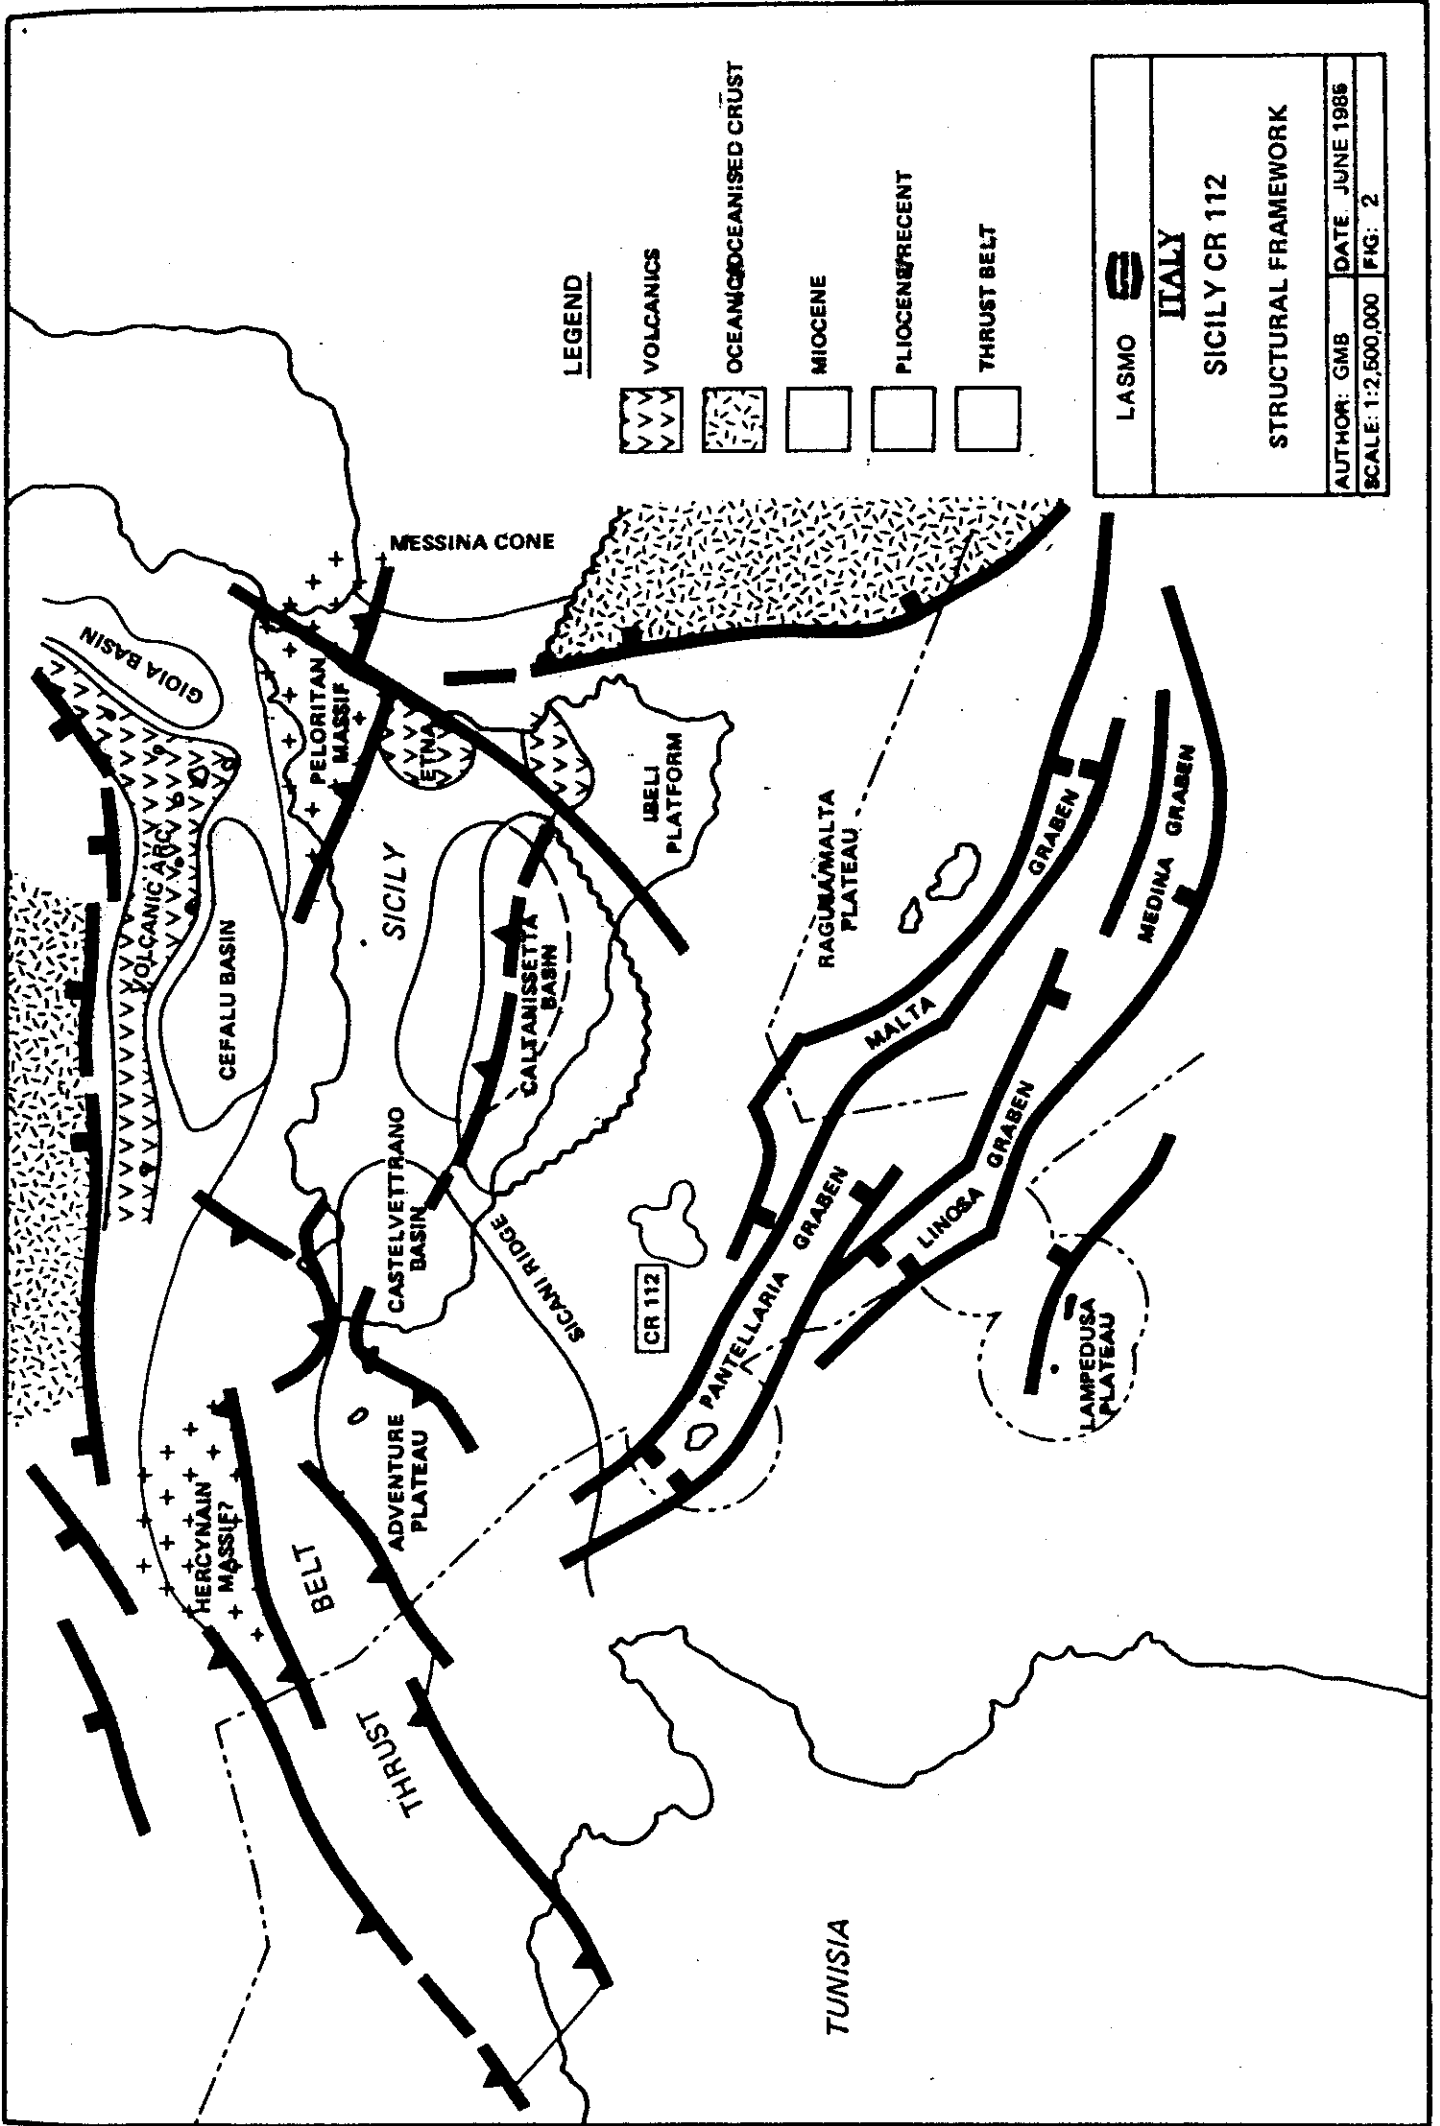 GIOIA BASIN
VOLCANIC ARC
CEFALU BASIN
PELORITAN
MASSIF
MESSINA CONE
ETNA
SICILY
IBELI
PLATFORM
CALTANISSETTA
BASIN
CASTELVETTRANO
BASIN
SICANI RIDGE
HERCYNAIN
MASSIF?
ADVENTURE
PLATEAU
THRUST
BELT
TUNISIA
CR 112
RAGUSA/MALTA
PLATEAU
PANTELLARIA
GRABEN
MALTA
GRABEN
LINOSA
GRABEN
MEDINA GRABEN
LAMPEDUSA
PLATEAU
LEGEND
VOLCANICS
OCEANIC/OCEANISED CRUST
MIOCENE
PLIOCENE/RECENT
THRUST BELT
LASMO
ITALY
SICILY CR 112
STRUCTURAL FRAMEWORK
AUTHOR: GMB
DATE: JUNE 1986
SCALE: 1:2,500,000
FIG: 2